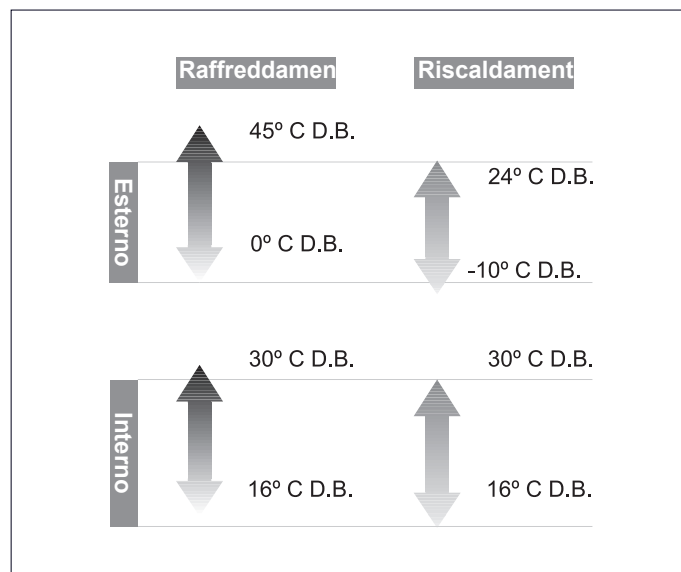 Raffreddamen
Riscaldament
45º C D.B.
24º C D.B.
Esterno
0º C D.B.
-10º C D.B.
30º C D.B.
30º C D.B.
Interno
16º C D.B.
16º C D.B.